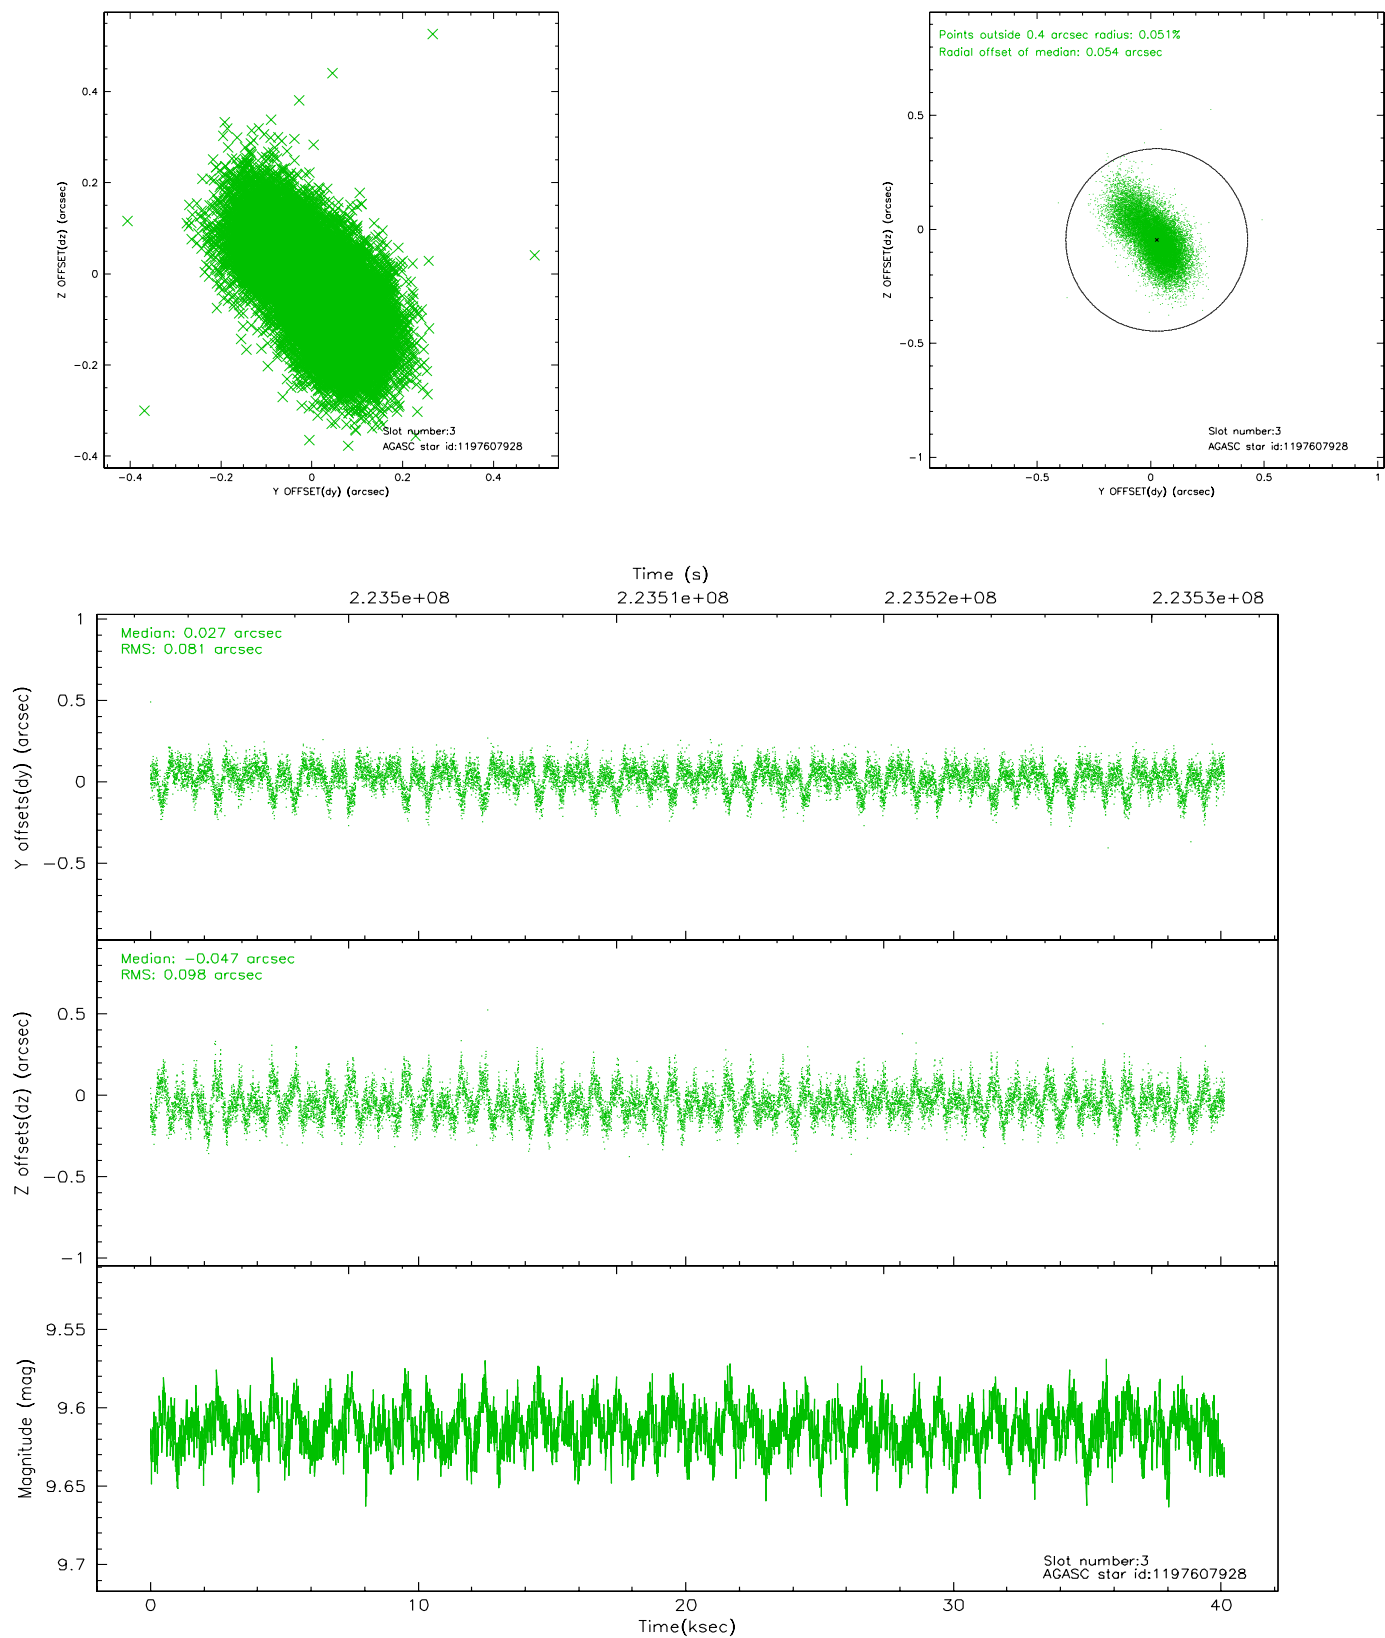 0.4
0.2
0
−0.2
−0.4
Z OFFSET(dz) (arcsec)
−0.4
−0.2
0
0.2
0.4
Y OFFSET(dy) (arcsec)
Slot number:3
AGASC star id:1197607928
Points outside 0.4 arcsec radius: 0.051%
Radial offset of median: 0.054 arcsec
0.5
0
−0.5
−1
Z OFFSET(dz) (arcsec)
−0.5
0
0.5
1
Y OFFSET(dy) (arcsec)
Slot number:3
AGASC star id:1197607928
Time (s)
2.235e+08
2.2351e+08
2.2352e+08
2.2353e+08
Median: 0.027 arcsec
RMS: 0.081 arcsec
1
0.5
0
−0.5
Y offsets(dy) (arcsec)
Median: −0.047 arcsec
RMS: 0.098 arcsec
0.5
0
−0.5
−1
Z offsets(dz) (arcsec)
9.55
9.6
9.65
9.7
Magnitude (mag)
Slot number:3
AGASC star id:1197607928
0
10
20
30
40
Time(ksec)